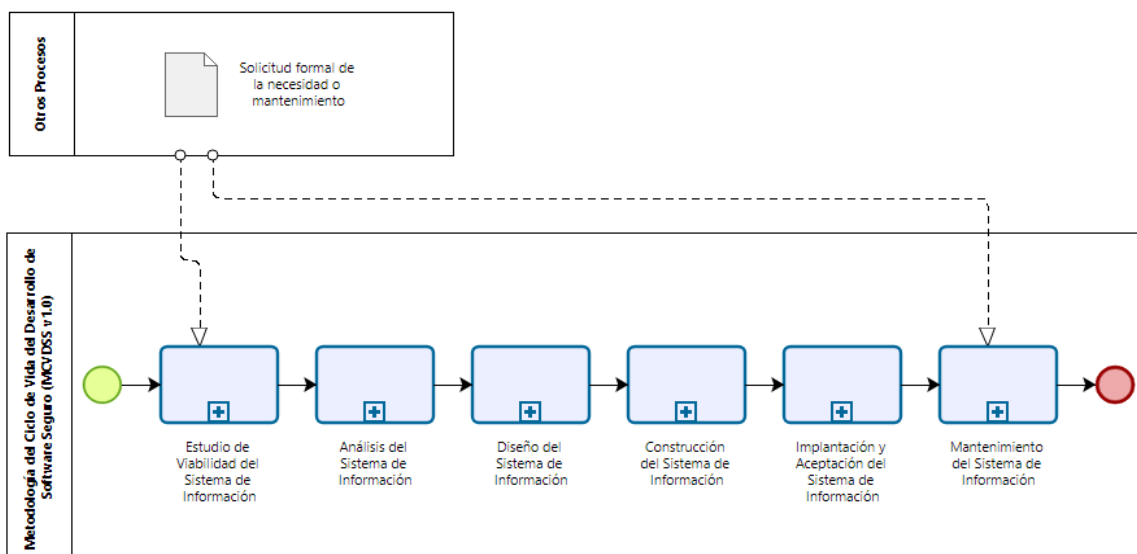 Otros Procesos
Solicitud formal de
la necesidad o
mantenimiento
Metodología del Ciclo de Vida del Desarrollo de
Software Seguro (MCVDSS v1.0)
Estudio de
Viabilidad del
Sistema de
Información
Análisis del
Sistema de
Información
Diseño del
Sistema de
Información
Construcción
del Sistema de
Información
Implantación y
Aceptación del
Sistema de
Información
Mantenimiento
del Sistema de
Información